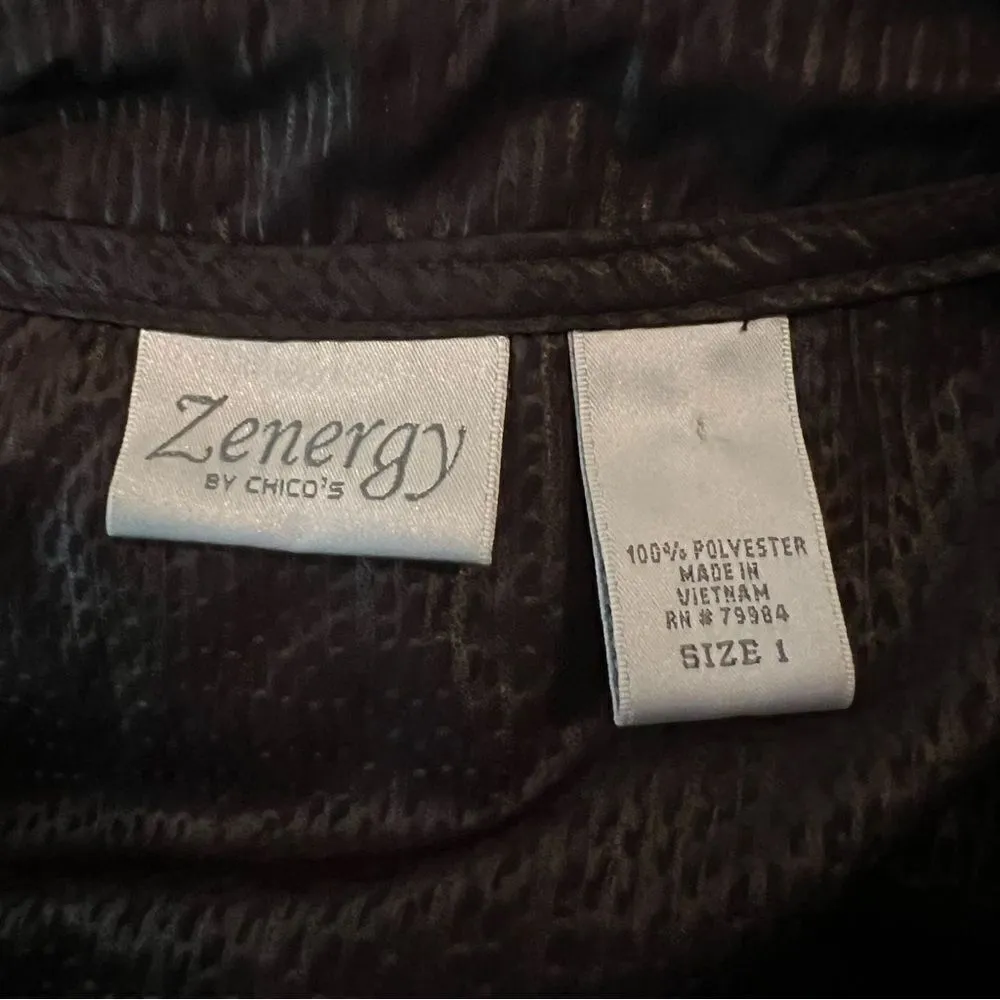 Zenergy
BY CHICO'S
100% POLYESTER
MADE IN
VIETNAM
RN # 79984
SIZE 1